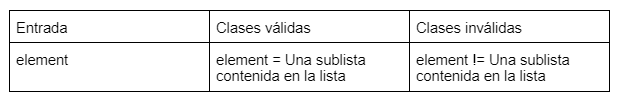 Entrada Clases válidas Clases inválidas
element element = Una sublista element != Una sublista
contenida en la lista contenida en la lista